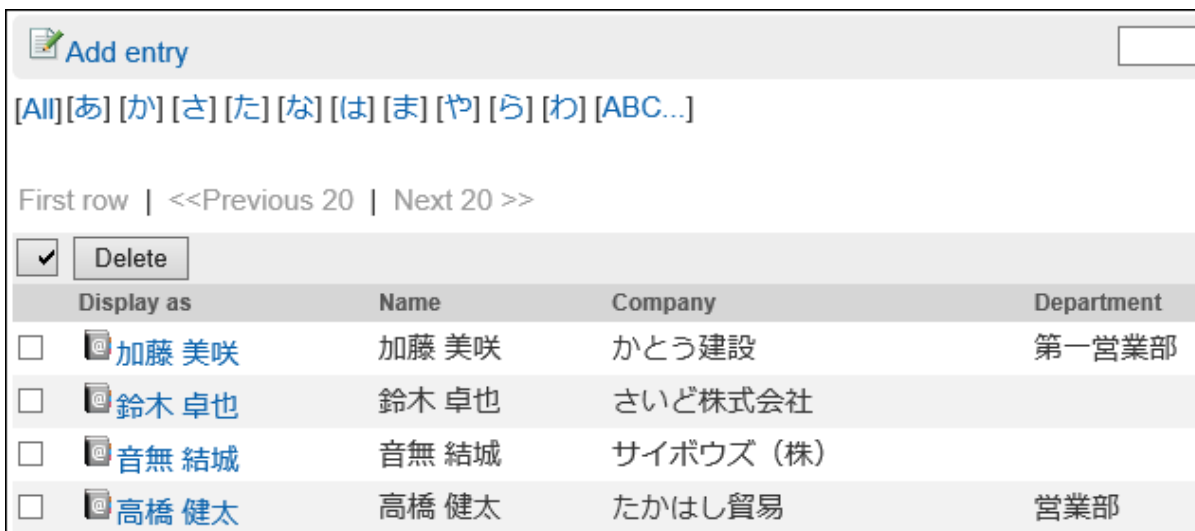 Add entry
[All][あ] [か] [さ] [た] [な] [は] [ま] [や] [ら] [わ] [ABC...]
First row | <<Previous 20 | Next 20 >>
Delete
Display as Name Company Department
加藤 美咲 加藤 美咲 かとう建設 第一営業部
鈴木 卓也 鈴木 卓也 さいど株式会社
音無 結城 音無 結城 サイボウズ（株）
高橋 健太 高橋 健太 たかはし貿易 営業部